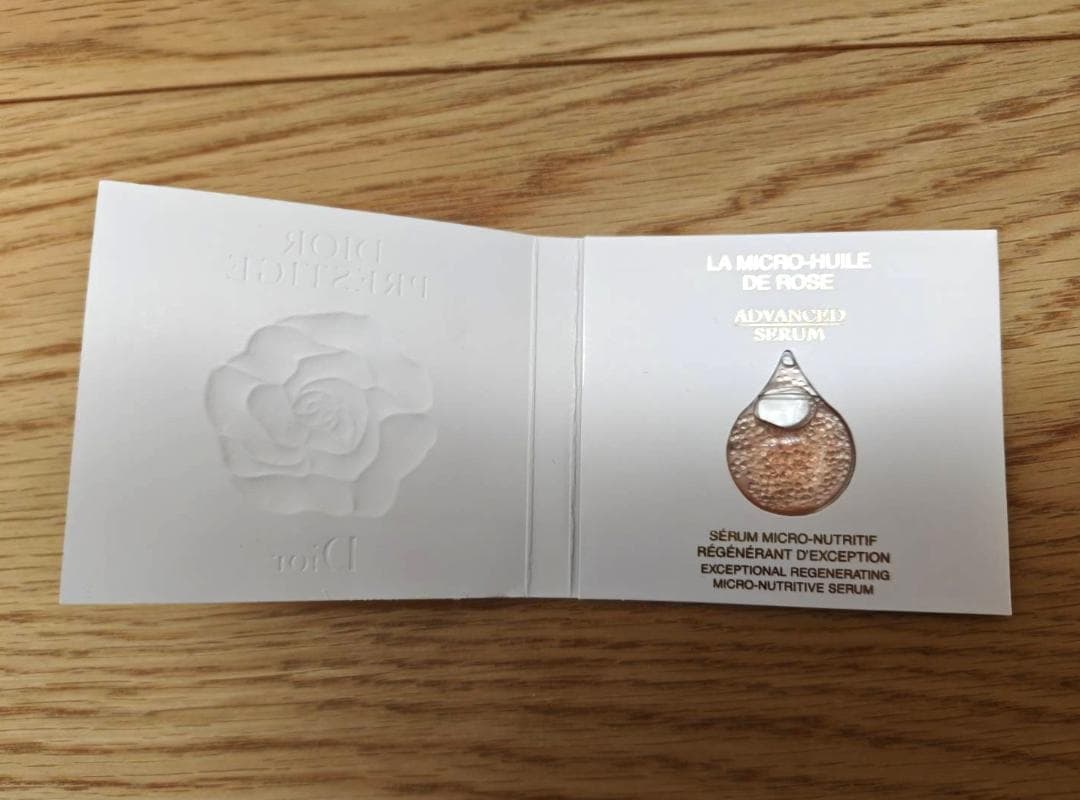 DIOR
PRESTIGE
Dior
LA MICRO-HUILE
DE ROSE
ADVANCED
SERUM
SÉRUM MICRO-NUTRITIF
RÉGÉNÉRANT D'EXCEPTION
EXCEPTIONAL REGENERATING
MICRO-NUTRITIVE SERUM